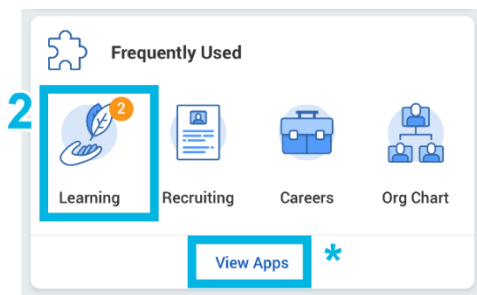 Frequently Used
2
2
Learning Recruiting Careers Org Chart
View Apps *